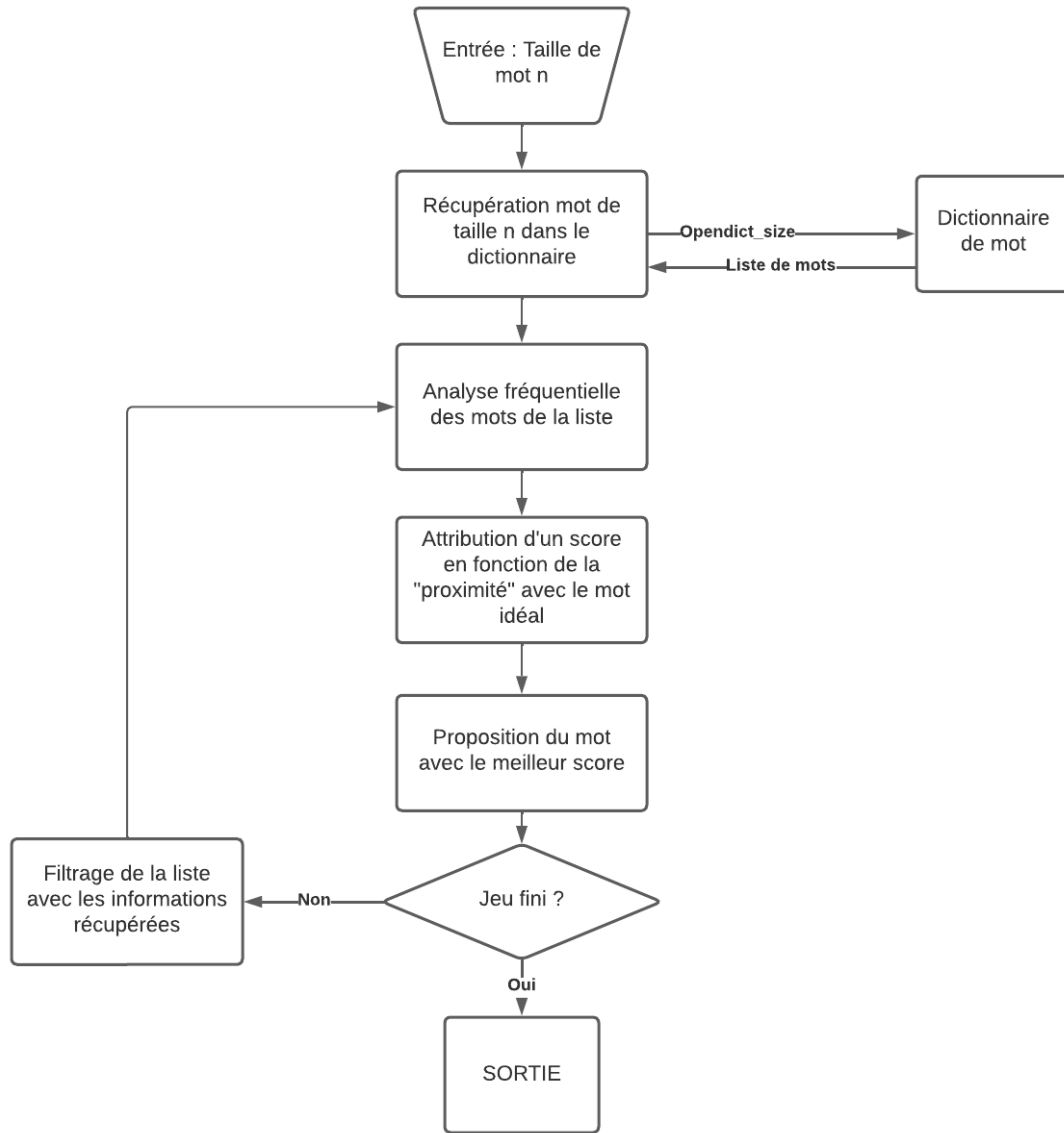 Entrée : Taille de
mot n
Récupération mot de
taille n dans le
dictionnaire
Opendict_size
Liste de mots
Dictionnaire
de mot
Analyse fréquentielle
des mots de la liste
Attribution d'un score
en fonction de la
"proximité" avec le mot
idéal
Proposition du mot
avec le meilleur score
Jeu fini ?
Non
Filtrage de la liste
avec les informations
récupérées
Oui
SORTIE